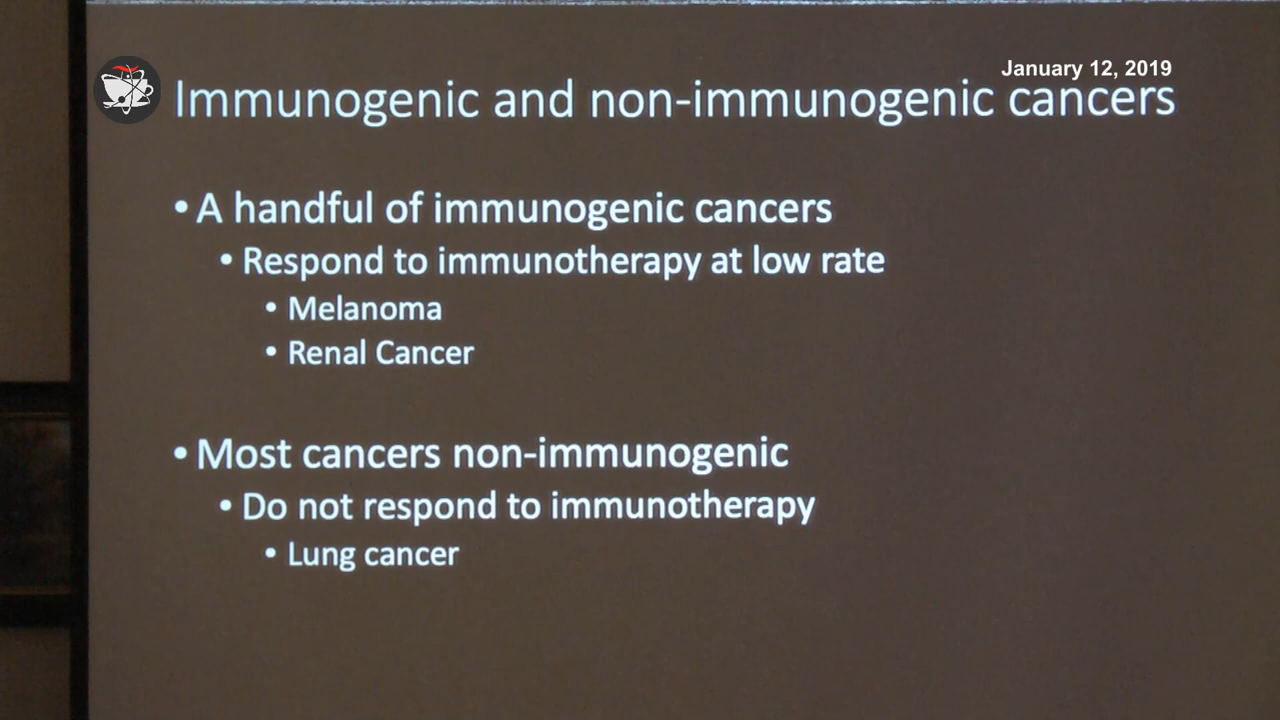 January 12, 2019
Immunogenic and non-immunogenic cancers
• A handful of immunogenic cancers
• Respond to immunotherapy at low rate
• Melanoma
• Renal Cancer
• Most cancers non-immunogenic
• Do not respond to immunotherapy
• Lung cancer